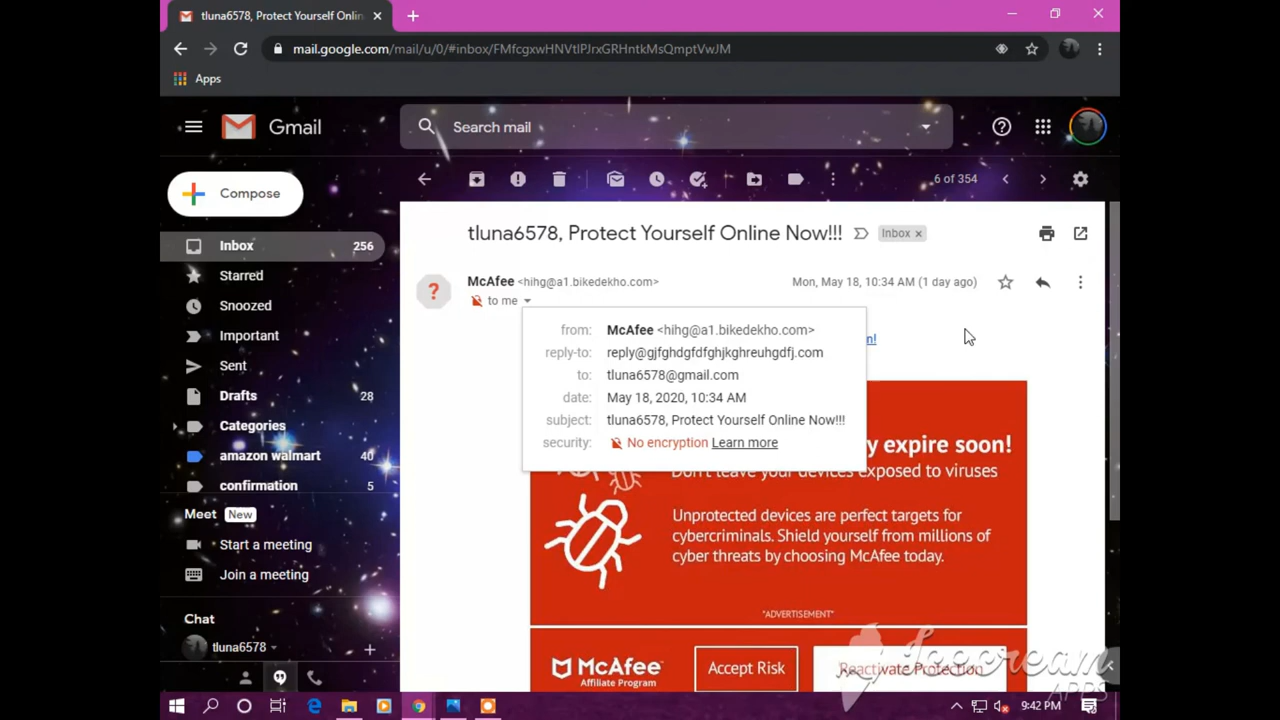 tluna6578, Protect Yourself Onlin
mail.google.com/mail/u/0/#inbox/FMfcgxwHNVtlPJrxGRHntkMsQmptVwJM
Apps
Gmail
Search mail
Compose
6 of 354
Inbox 256
Starred
Snoozed
Important
Sent
Drafts 28
Categories
amazon walmart 40
confirmation 5
Meet New
Start a meeting
Join a meeting
Chat
tluna6578
tluna6578, Protect Yourself Online Now!!! Inbox
McAfee <hihg@a1.bikedekho.com> Mon, May 18, 10:34 AM (1 day ago)
to me
from: McAfee <hihg@a1.bikedekho.com>
reply-to: reply@gjfghdgfdfghjkghreuhgdfj.com
to: tluna6578@gmail.com
date: May 18, 2020, 10:34 AM
subject: tluna6578, Protect Yourself Online Now!!!
security: No encryption Learn more
n!
y expire soon!
Don't leave your devices exposed to viruses
Unprotected devices are perfect targets for
cybercriminals. Shield yourself from millions of
cyber threats by choosing McAfee today.
"ADVERTISEMENT"
McAfee
Affiliate Program
Accept Risk
Reactivate Protection
Icecream
APPS
9:42 PM